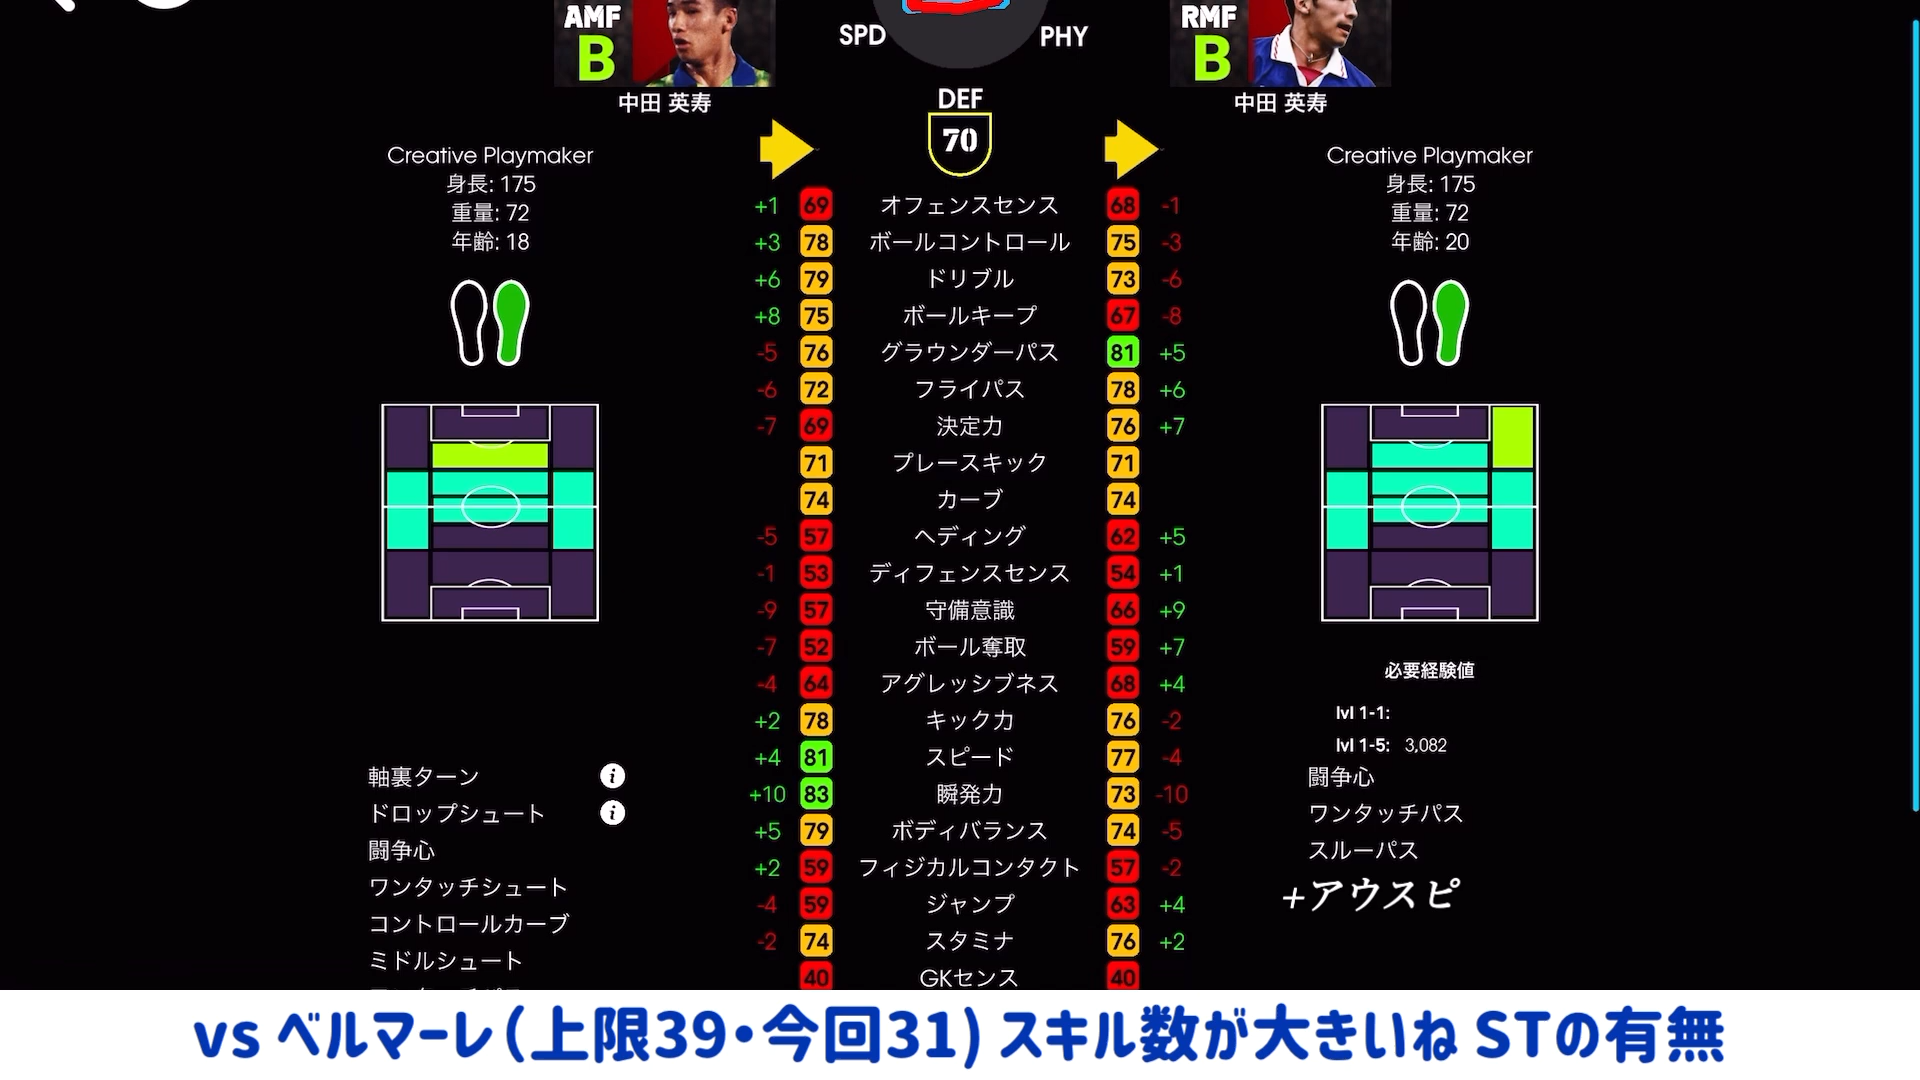 AMF
B
中田 英寿
SPD
PHY
DEF
70
RMF
B
中田 英寿
Creative Playmaker
身長: 175
重量: 72
年齢: 18
Creative Playmaker
身長: 175
重量: 72
年齢: 20
+1 69 オフェンスセンス 68 -1
+3 78 ボールコントロール 75 -3
+6 79 ドリブル 73 -6
+8 75 ボールキープ 67 -8
-5 76 グラウンダーパス 81 +5
-6 72 フライパス 78 +6
-7 69 決定力 76 +7
71 プレースキック 71
74 カーブ 74
-5 57 ヘディング 62 +5
-1 53 ディフェンスセンス 54 +1
-9 57 守備意識 66 +9
-7 52 ボール奪取 59 +7
-4 64 アグレッシブネス 68 +4
+2 78 キック力 76 -2
+4 81 スピード 77 -4
+10 83 瞬発力 73 -10
+5 79 ボディバランス 74 -5
+2 59 フィジカルコンタクト 57 -2
-4 59 ジャンプ 63 +4
-2 74 スタミナ 76 +2
40 GKセンス 40
軸裏ターン
ドロップシュート
闘争心
ワンタッチシュート
コントロールカーブ
ミドルシュート
必要経験値
lvl 1-1:
lvl 1-5: 3,082
闘争心
ワンタッチパス
スルーパス
+アウスピ
vs ベルマーレ(上限39・今回31) スキル数が大きいね STの有無